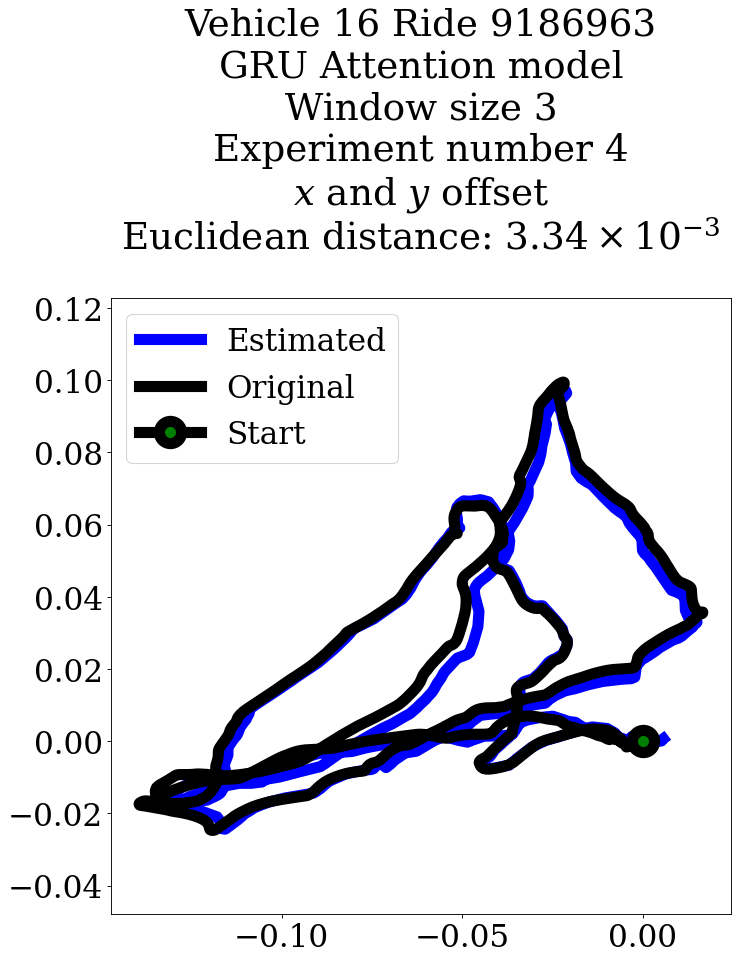 Vehicle 16 Ride 9186963
GRU Attention model
Window size 3
Experiment number 4
x and y offset
Euclidean distance: 3.34 × 10⁻³
0.12
0.10
0.08
0.06
0.04
0.02
0.00
−0.02
−0.04
Estimated
Original
Start
−0.10 −0.05 0.00